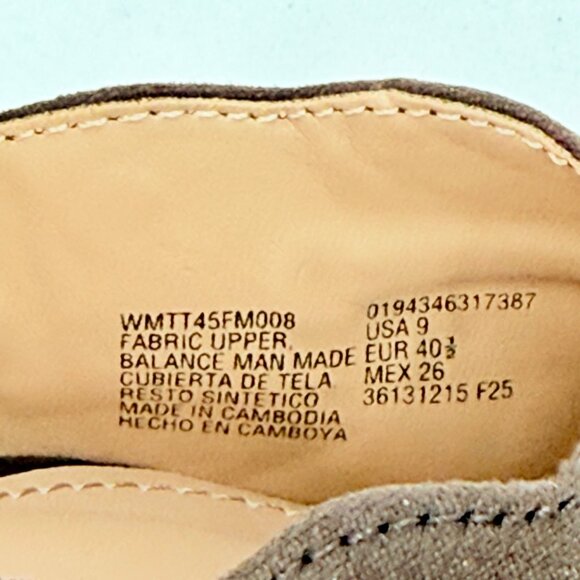 WMTT45FM008
FABRIC UPPER
BALANCE MAN MADE
CUBIERTA DE TELA
RESTO SINTETICO
MADE IN CAMBODIA
HECHO EN CAMBOYA
0194346317387
USA 9
EUR 40½
MEX 26
36131215 F25